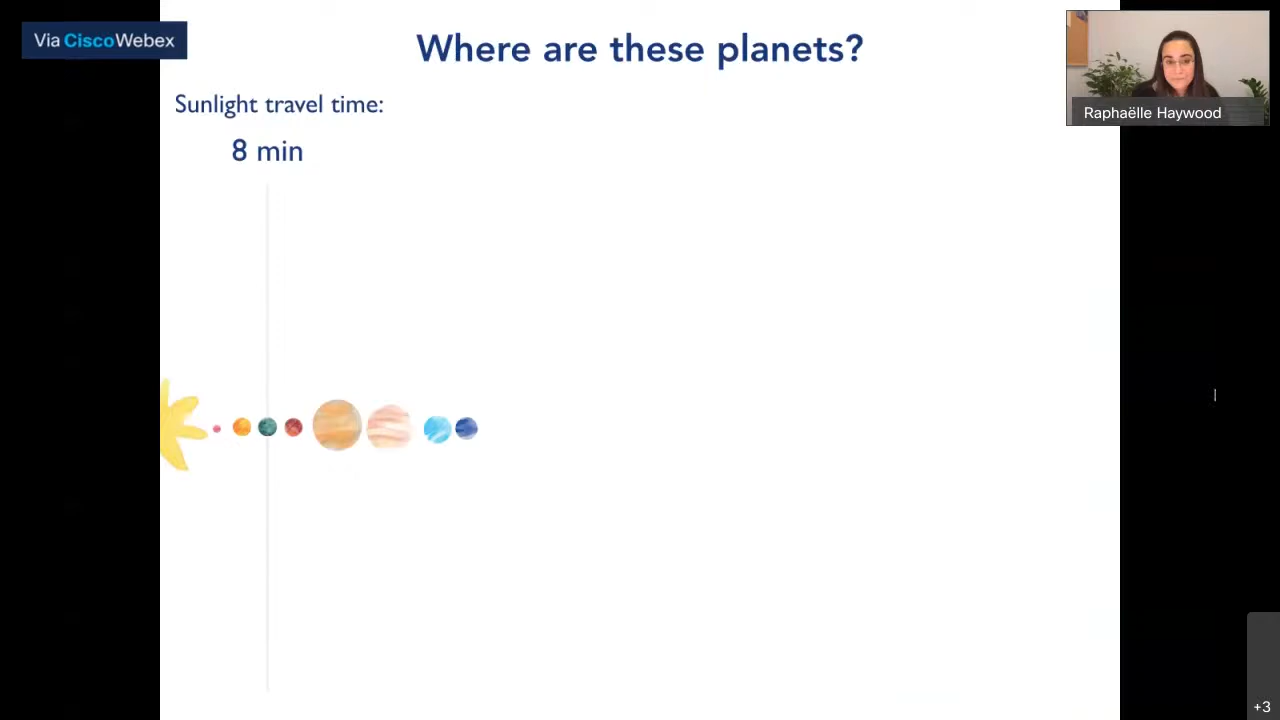 Via CiscoWebex
Where are these planets?
Sunlight travel time:
8 min
Raphaëlle Haywood
+3